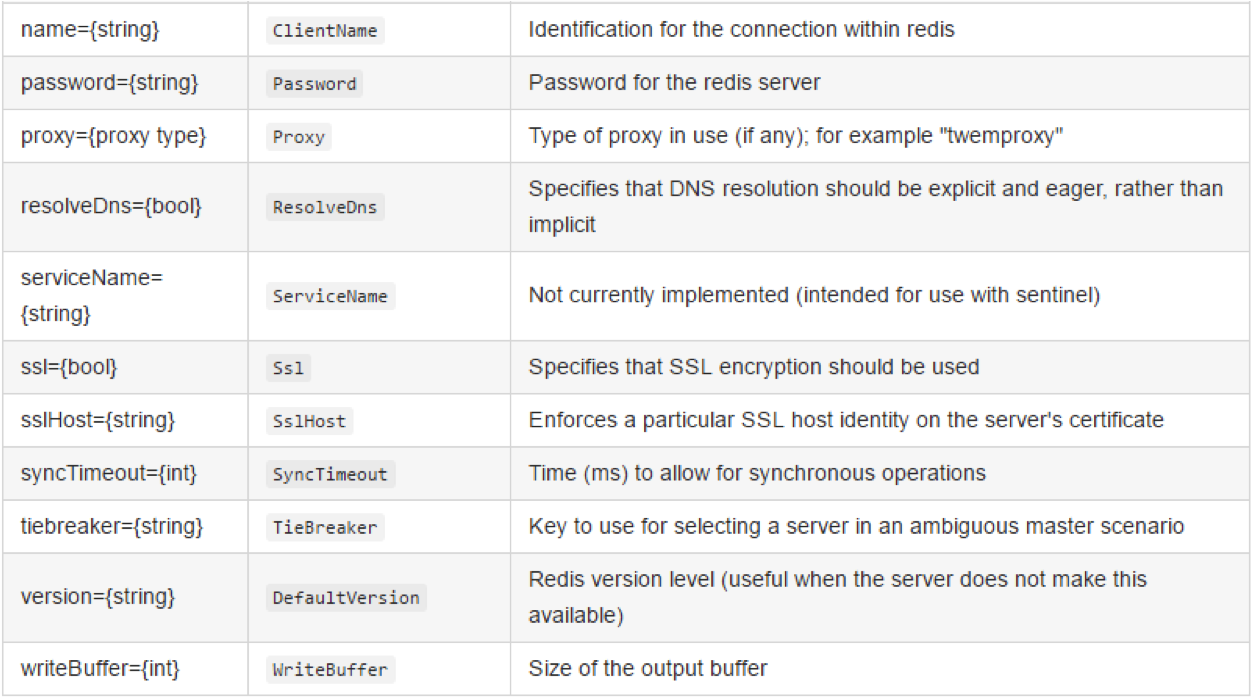 name={string} ClientName Identification for the connection within redis
password={string} Password Password for the redis server
proxy={proxy type} Proxy Type of proxy in use (if any); for example "twemproxy"
resolveDns={bool} ResolveDns Specifies that DNS resolution should be explicit and eager, rather than
implicit
serviceName=
{string} ServiceName Not currently implemented (intended for use with sentinel)
ssl={bool} Ssl Specifies that SSL encryption should be used
sslHost={string} SslHost Enforces a particular SSL host identity on the server's certificate
syncTimeout={int} SyncTimeout Time (ms) to allow for synchronous operations
tiebreaker={string} TieBreaker Key to use for selecting a server in an ambiguous master scenario
version={string} DefaultVersion Redis version level (useful when the server does not make this
available)
writeBuffer={int} WriteBuffer Size of the output buffer